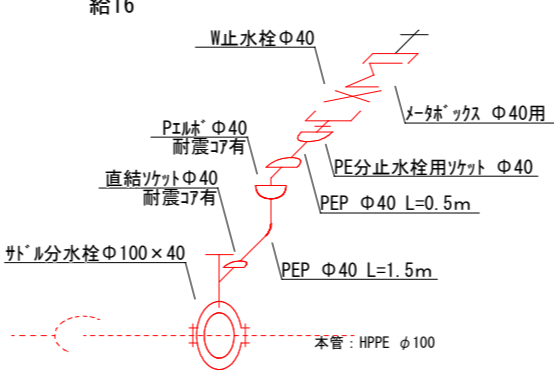 給16
W止水栓Φ40
ﾒｰﾀﾎﾞｯｸｽ Φ40用
Pｴﾙﾎﾞ Φ40
耐震ｺｱ有
PE分止水栓用ｿｹｯﾄ Φ40
直結ｿｹｯﾄΦ40
耐震ｺｱ有
PEP Φ40 L=0.5m
ｻﾄﾞﾙ分水栓Φ100×40
PEP Φ40 L=1.5m
本管：HPPE φ100